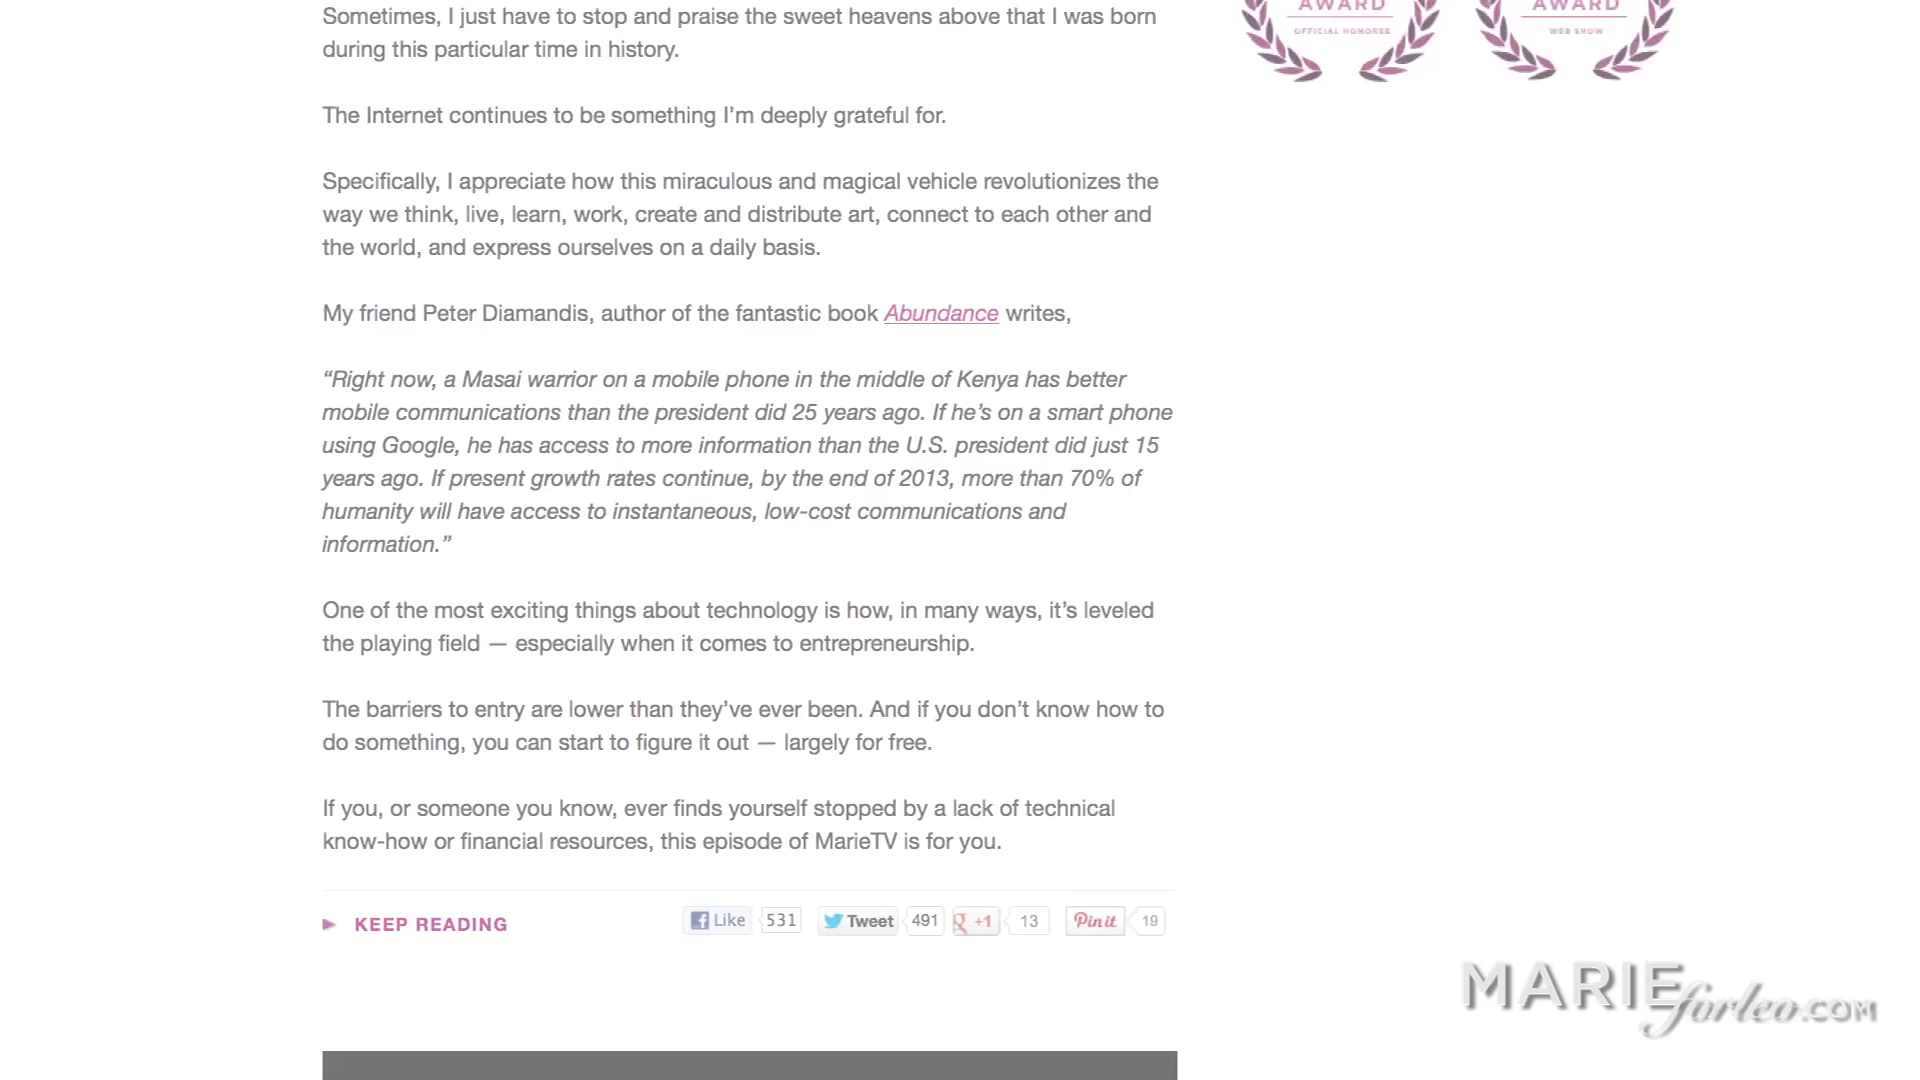 Sometimes, I just have to stop and praise the sweet heavens above that I was born
during this particular time in history.
The Internet continues to be something I’m deeply grateful for.
Specifically, I appreciate how this miraculous and magical vehicle revolutionizes the
way we think, live, learn, work, create and distribute art, connect to each other and
the world, and express ourselves on a daily basis.
My friend Peter Diamandis, author of the fantastic book Abundance writes,
“Right now, a Masai warrior on a mobile phone in the middle of Kenya has better
mobile communications than the president did 25 years ago. If he’s on a smart phone
using Google, he has access to more information than the U.S. president did just 15
years ago. If present growth rates continue, by the end of 2013, more than 70% of
humanity will have access to instantaneous, low-cost communications and
information.”
One of the most exciting things about technology is how, in many ways, it’s leveled
the playing field — especially when it comes to entrepreneurship.
The barriers to entry are lower than they’ve ever been. And if you don’t know how to
do something, you can start to figure it out — largely for free.
If you, or someone you know, ever finds yourself stopped by a lack of technical
know-how or financial resources, this episode of MarieTV is for you.
KEEP READING
Like 531 Tweet 491 g +1 13 Pin it 19
AWARD
OFFICIAL HONOREE
AWARD
WEB SHOW
MARIE forleo.COM